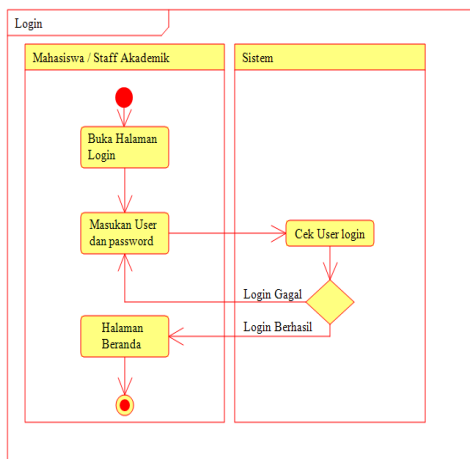 Login
Mahasiswa / Staff Akademik
Sistem
Buka Halaman
Login
Masukan User
dan password
Cek User login
Login Gagal
Login Berhasil
Halaman
Beranda